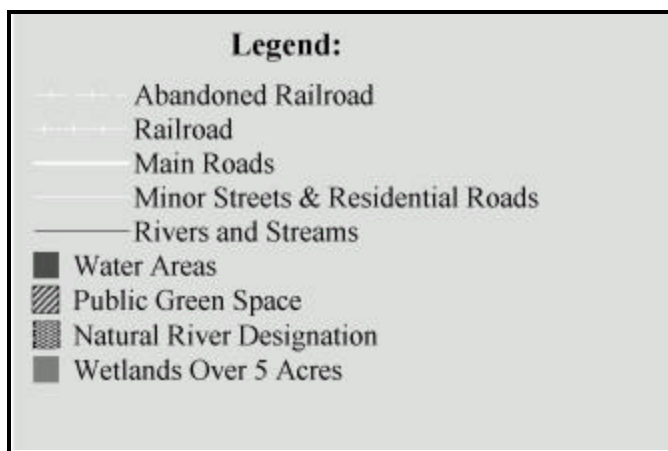 Legend:
Abandoned Railroad
Railroad
Main Roads
Minor Streets & Residential Roads
Rivers and Streams
Water Areas
Public Green Space
Natural River Designation
Wetlands Over 5 Acres